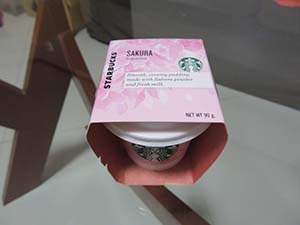 STARBUCKS
SAKURA
Smooth, creamy pudding
made with Sakura powder
and fresh milk.
NET WT 90 g.